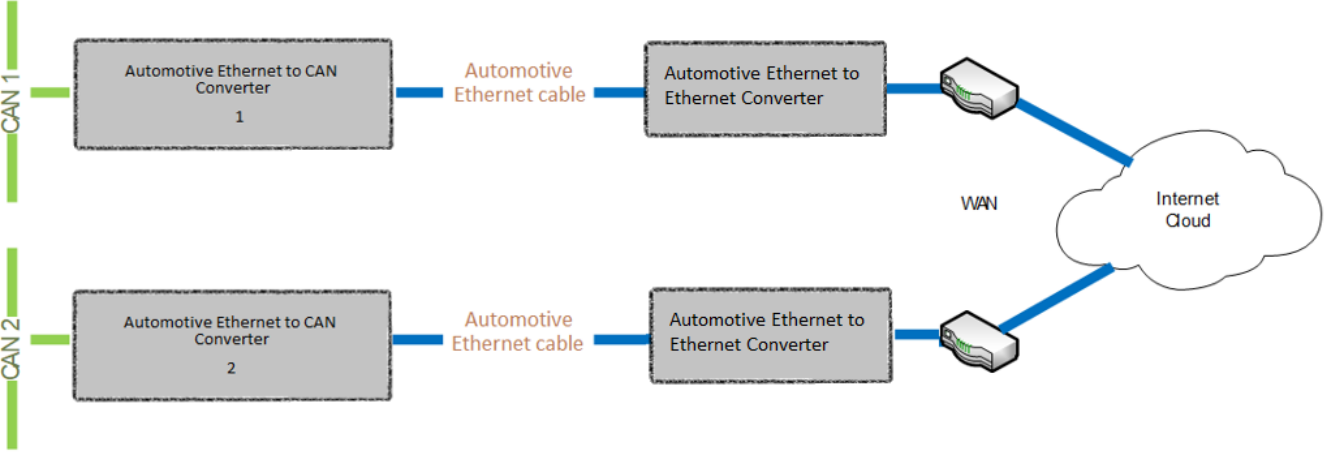 CAN 1
Automotive Ethernet to CAN
Converter
1
Automotive
Ethernet cable
Automotive Ethernet to
Ethernet Converter
WAN
Internet
Cloud
CAN 2
Automotive Ethernet to CAN
Converter
2
Automotive
Ethernet cable
Automotive Ethernet to
Ethernet Converter